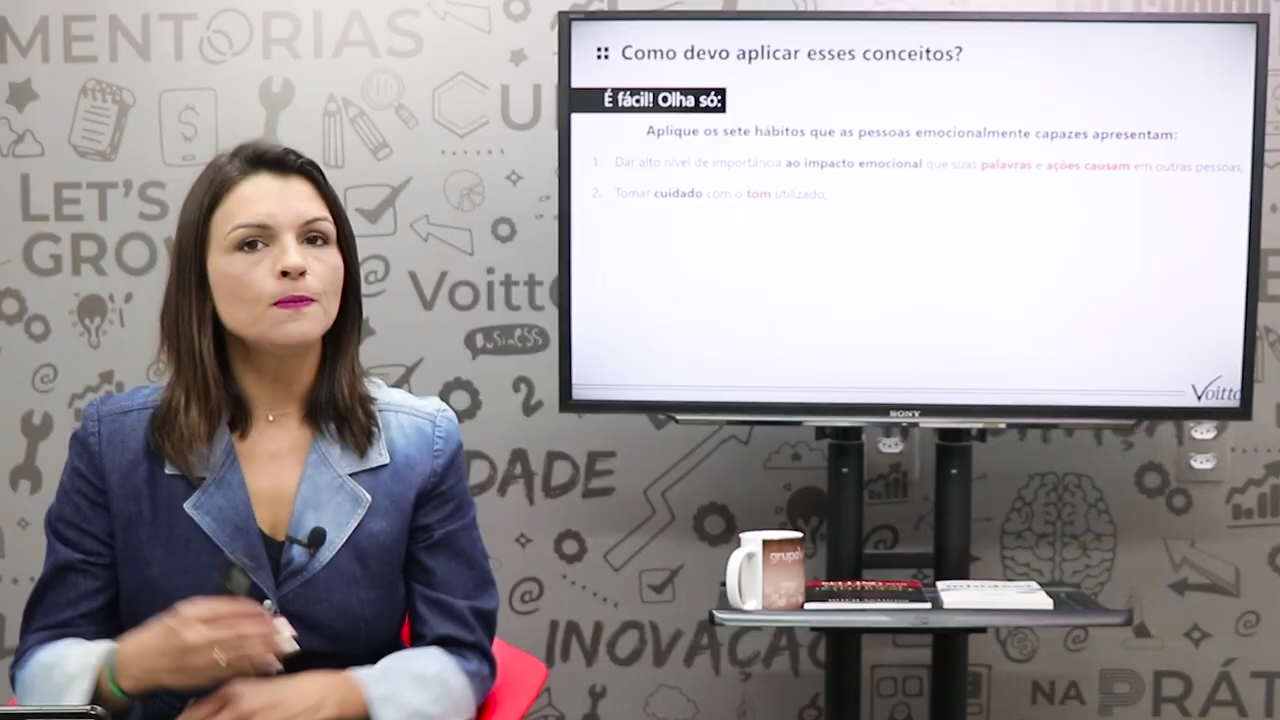 MENTORIAS
LET'S
GROW
Voitto
BUSINESS
DADE
INOVAÇÃO
NA PRÁT
Como devo aplicar esses conceitos?
É fácil! Olha só:
Aplique os sete hábitos que as pessoas emocionalmente capazes apresentam:
1. Dar alto nível de importância ao impacto emocional que suas palavras e ações causam em outras pessoas;
2. Tomar cuidado com o tom utilizado;
Voitto
SONY
grupo